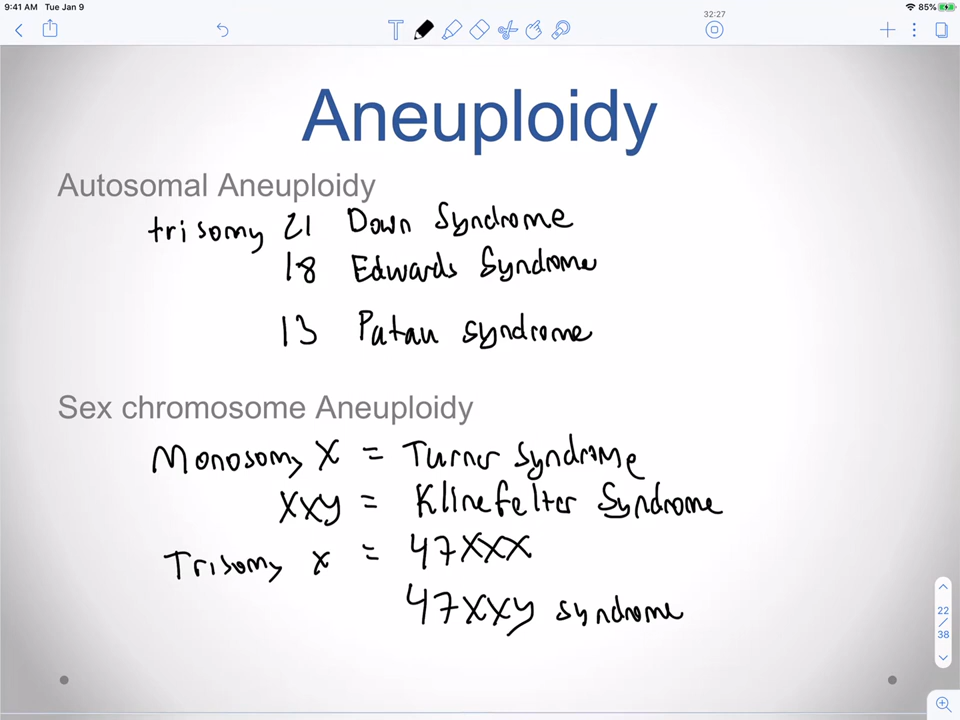 9:41 AM Tue Jan 9
85%
32:27
Aneuploidy
Autosomal Aneuploidy
trisomy 21 Down Syndrome
18 Edwards Syndrome
13 Patau syndrome
Sex chromosome Aneuploidy
Monosomy X = Turner syndrome
XXY = Klinefelter Syndrome
Trisomy X = 47XXX
47XXY syndrome
22
/
38